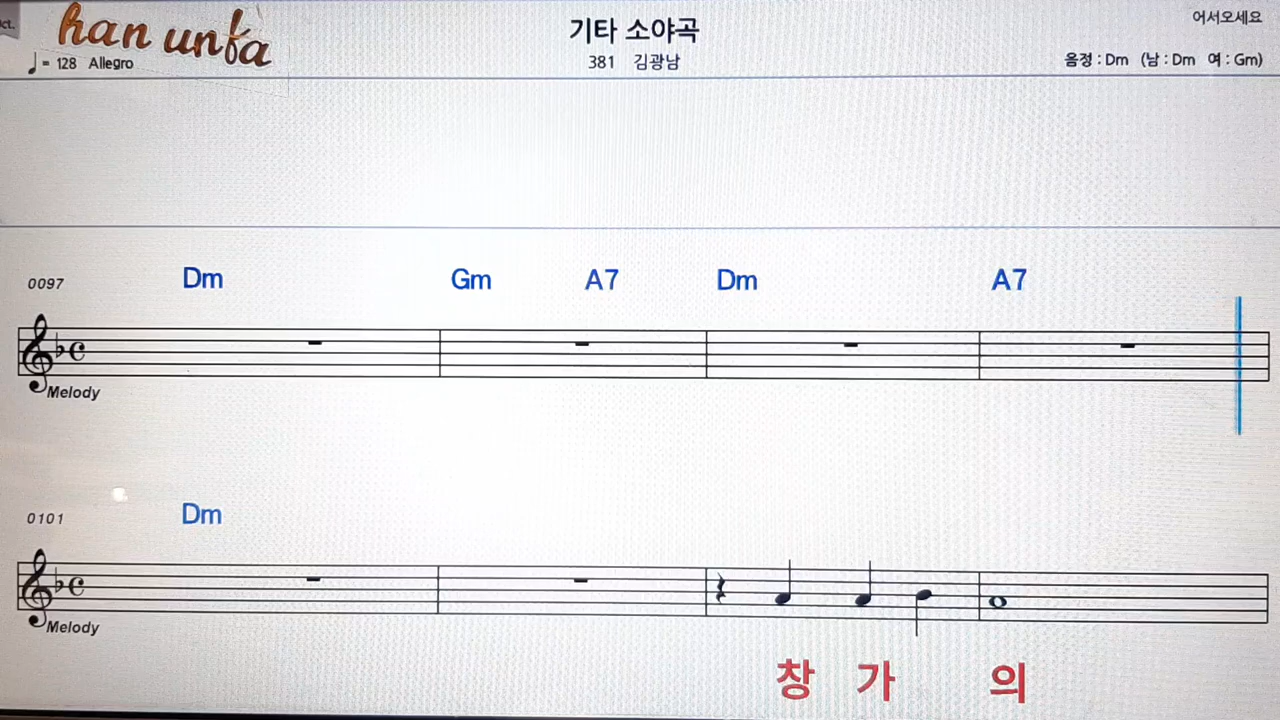 ct.
han unfa
♩= 128 Allegro
기타 소야곡
381 김광남
어서오세요
음정 : Dm (남 : Dm 여 : Gm)
0097 Dm Gm A7 Dm A7
Melody
0101 Dm
Melody
창 가 의